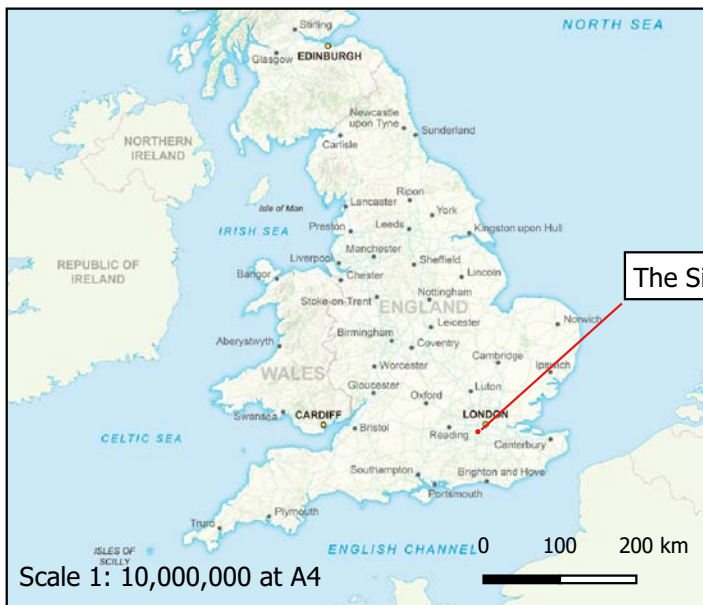 NORTH SEA
Stirling
EDINBURGH
Glasgow
Newcastle
upon Tyne
Sunderland
NORTHERN
IRELAND
Carlisle
Isle of Man
Ripon
Lancaster
York
IRISH SEA
Preston
Leeds
Kingston upon Hull
Manchester
Liverpool
Sheffield
REPUBLIC OF
IRELAND
Bangor
Chester
Lincoln
The Si
Stoke-on-Trent
Nottingham
ENGLAND
Norwich
Leicester
Aberystwyth
Birmingham
Coventry
WALES
Worcester
Cambridge
Ipswich
Gloucester
Luton
Oxford
Swansea
CARDIFF
LONDON
CELTIC SEA
Bristol
Reading
Canterbury
Southampton
Brighton and Hove
Portsmouth
Truro
Plymouth
ISLES OF
SCILLY
ENGLISH CHANNEL
0 100 200 km
Scale 1: 10,000,000 at A4